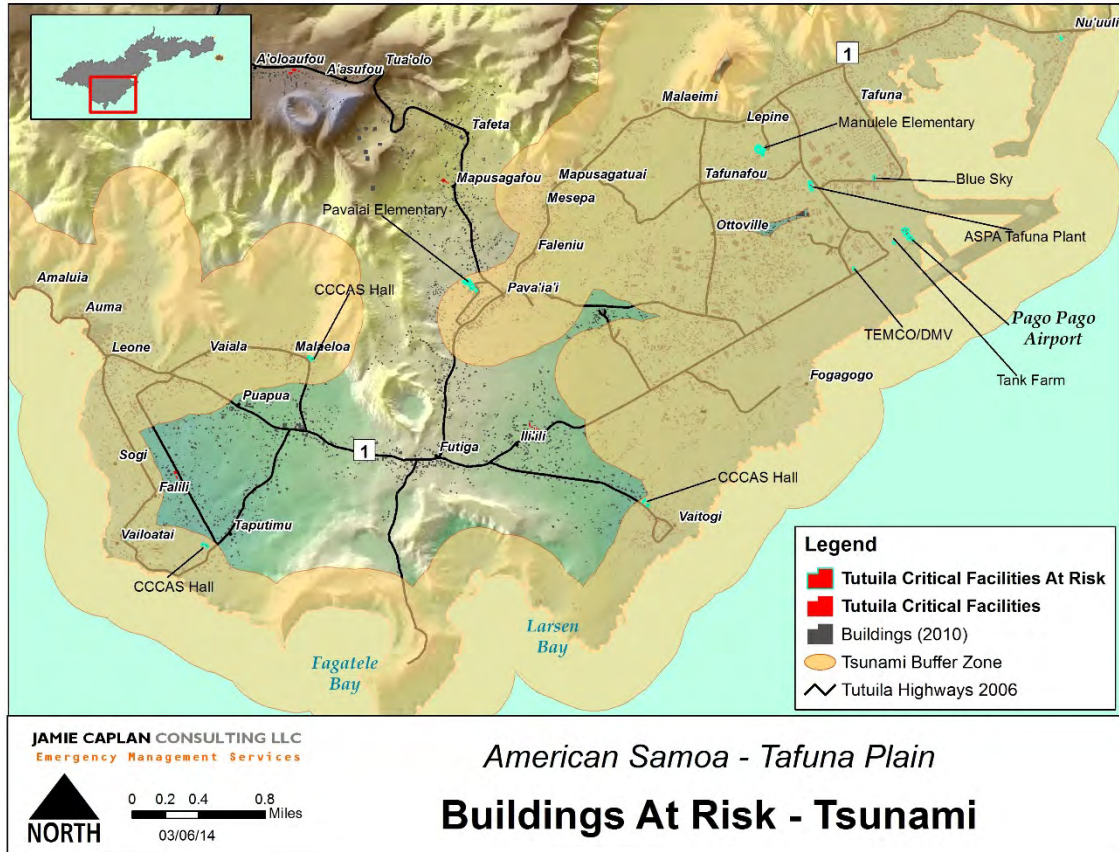 Nu'uuli
A'oloaufou
Tua'olo
A'asufou
1
Tafuna
Malaeimi
Lepine
Manulele Elementary
Tafeta
Mapusagafou
Mapusagatuai
Tafunafou
Blue Sky
Mesepa
Pavaiai Elementary
Ottoville
ASPA Tafuna Plant
Faleniu
Amaluia
CCCAS Hall
Pava'ia'i
Auma
Pago Pago
Airport
TEMCO/DMV
Leone
Vaiala
Malaeloa
Fogagogo
Tank Farm
Puapua
1
Futiga
Ili'ili
Sogi
Falili
CCCAS Hall
Vaitogi
Vailoatai
Taputimu
CCCAS Hall
Larsen
Bay
Fagatele
Bay
Legend
Tutuila Critical Facilities At Risk
Tutuila Critical Facilities
Buildings (2010)
Tsunami Buffer Zone
Tutuila Highways 2006
JAMIE CAPLAN CONSULTING LLC
Emergency Management Services
NORTH
0 0.2 0.4 0.8
Miles
03/06/14
American Samoa - Tafuna Plain
Buildings At Risk - Tsunami